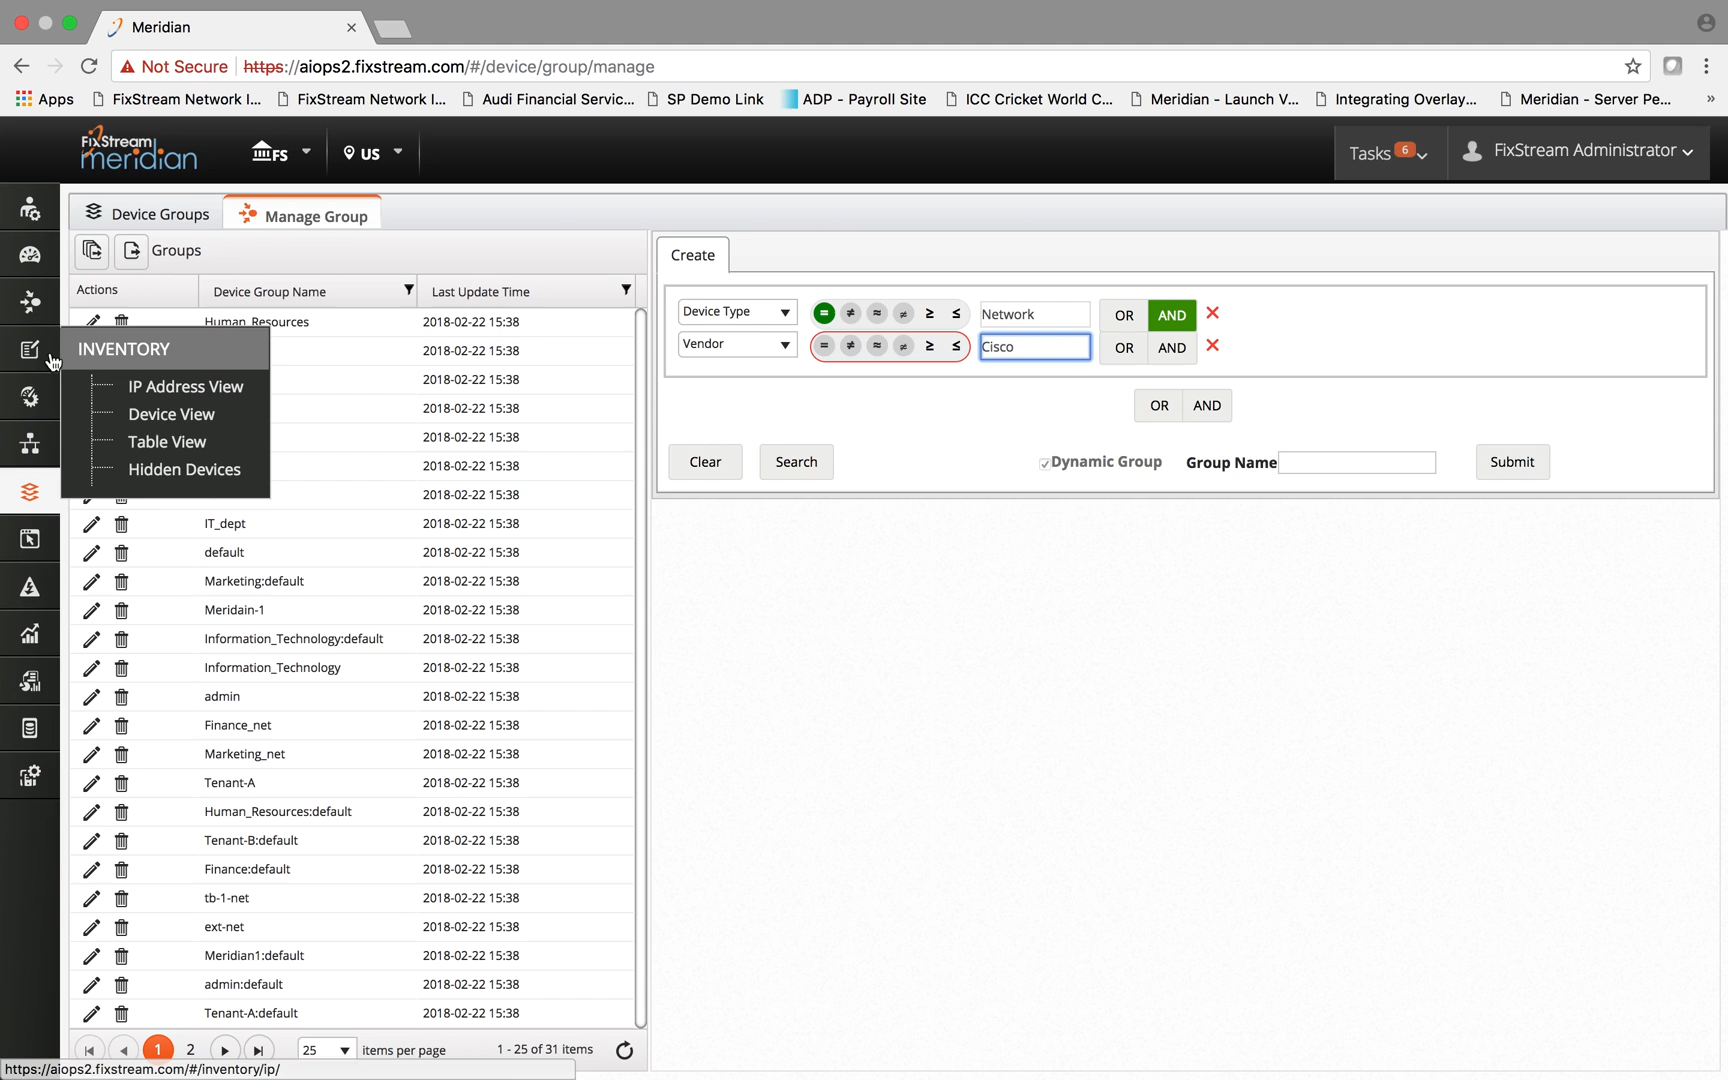 Meridian
Not Secure https://aiops2.fixstream.com/#/device/group/manage
Apps FixStream Network I... FixStream Network I... Audi Financial Servic... SP Demo Link ADP - Payroll Site ICC Cricket World C... Meridian - Launch V... Integrating Overlay... Meridian - Server Pe... »
FixStream meridian FS US Tasks 6 FixStream Administrator
Device Groups Manage Group
Groups
Create
Actions Device Group Name Last Update Time
Device Type = ≠ ≈ ≉ ≥ ≤ Network OR AND
Vendor = ≠ ≈ ≉ ≥ ≤ Cisco OR AND
OR AND
Clear Search Dynamic Group Group Name Submit
Human_Resources 2018-02-22 15:38
INVENTORY
IP Address View
Device View
Table View
Hidden Devices
2018-02-22 15:38
2018-02-22 15:38
2018-02-22 15:38
2018-02-22 15:38
2018-02-22 15:38
2018-02-22 15:38
IT_dept 2018-02-22 15:38
default 2018-02-22 15:38
Marketing:default 2018-02-22 15:38
Meridain-1 2018-02-22 15:38
Information_Technology:default 2018-02-22 15:38
Information_Technology 2018-02-22 15:38
admin 2018-02-22 15:38
Finance_net 2018-02-22 15:38
Marketing_net 2018-02-22 15:38
Tenant-A 2018-02-22 15:38
Human_Resources:default 2018-02-22 15:38
Tenant-B:default 2018-02-22 15:38
Finance:default 2018-02-22 15:38
tb-1-net 2018-02-22 15:38
ext-net 2018-02-22 15:38
Meridian1:default 2018-02-22 15:38
admin:default 2018-02-22 15:38
Tenant-A:default 2018-02-22 15:38
1 2 25 items per page 1 - 25 of 31 items
https://aiops2.fixstream.com/#/inventory/ip/